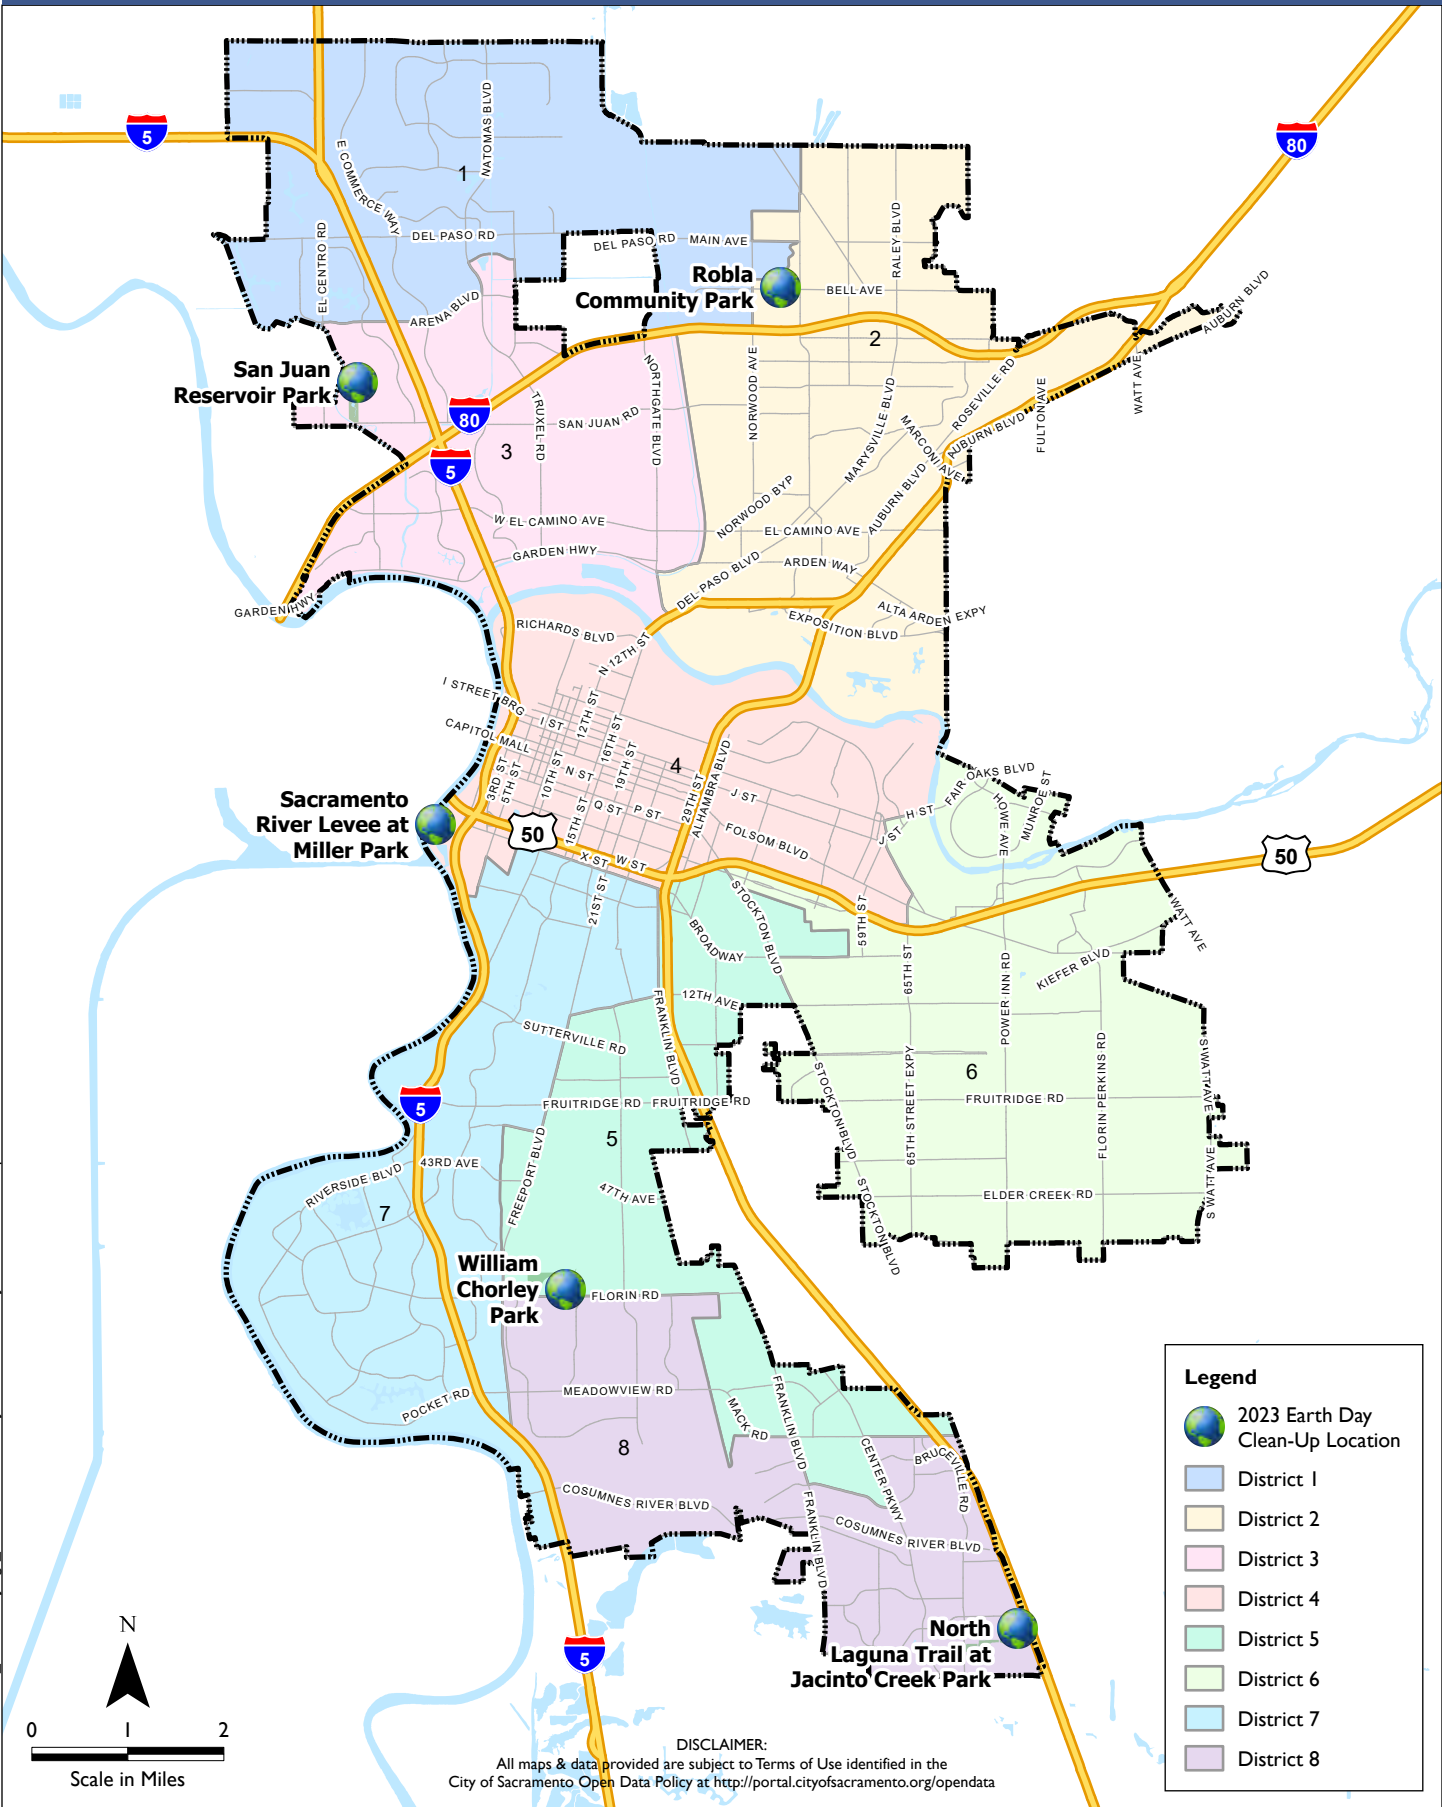 5
80
NATOMAS BLVD
1
E COMMERCE WAY
EL CENTRO RD
DEL PASO RD
DEL PASO RD
MAIN AVE
RALEY BLVD
Robla
Community Park
BELL AVE
ARENA BLVD
2
AUBURN BLVD
San Juan
Reservoir Park
80
5
3
TRUXEL RD
SAN JUAN RD
NORTHGATE BLVD
NORWOOD AVE
MARYSVILLE BLVD
MARCONI AVE
ROSEVILLE RD
AUBURN BLVD
FULTON AVE
WATT AVE
AUBURN BLVD
NORWOOD BYP
W EL CAMINO AVE
EL CAMINO AVE
GARDEN HWY
ARDEN WAY
DEL PASO BLVD
GARDEN HWY
EXPOSITION BLVD
ALTA ARDEN EXPY
RICHARDS BLVD
N 12TH ST
I STREET BRG
CAPITOL MALL
I ST
12TH ST
16TH ST
19TH ST
3RD ST
5TH ST
10TH ST
N ST
4
29TH ST
ALHAMBRA BLVD
J ST
Q ST
P ST
15TH ST
FOLSOM BLVD
J ST
H ST
FAIR OAKS BLVD
HOWE AVE
MUNROE ST
Sacramento
River Levee at
Miller Park
50
50
X ST
W ST
21ST ST
STOCKTON BLVD
BROADWAY
59TH ST
65TH ST
WATT AVE
KIEFER BLVD
POWER INN RD
12TH AVE
FRANKLIN BLVD
SUTTERVILLE RD
STOCKTON BLVD
65TH STREET EXPY
6
FLORIN PERKINS RD
S WATT AVE
FRUITRIDGE RD
FRUITRIDGE RD
FRUITRIDGE RD
5
5
FREEPORT BLVD
43RD AVE
RIVERSIDE BLVD
7
47TH AVE
STOCKTON BLVD
ELDER CREEK RD
S WATT AVE
William
Chorley
Park
FLORIN RD
POCKET RD
MEADOWVIEW RD
MACK RD
FRANKLIN BLVD
CENTER PKWY
BRUCEVILLE RD
8
COSUMNES RIVER BLVD
FRANKLIN BLVD
COSUMNES RIVER BLVD
North
Laguna Trail at
Jacinto Creek Park
5
Legend
2023 Earth Day
Clean-Up Location
District 1
District 2
District 3
District 4
District 5
District 6
District 7
District 8
N
0 1 2
Scale in Miles
DISCLAIMER:
All maps & data provided are subject to Terms of Use identified in the
City of Sacramento Open Data Policy at http://portal.cityofsacramento.org/opendata